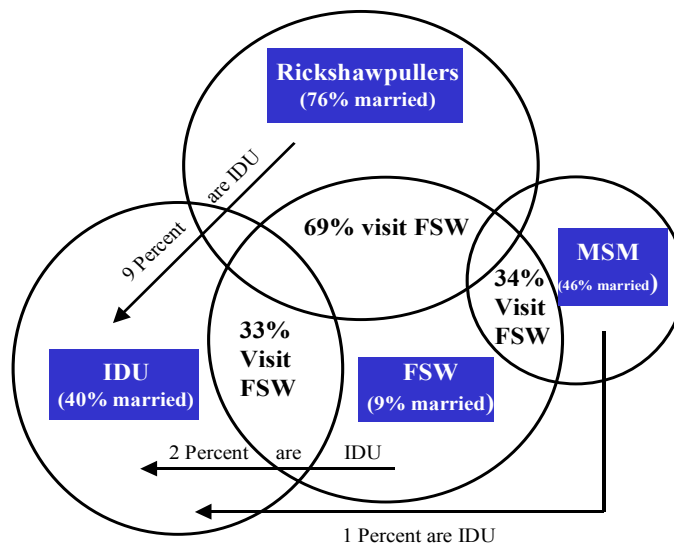 Rickshawpullers
(76% married)
9 Percent are IDU
69% visit FSW
MSM
(46% married)
34%
Visit
FSW
33%
Visit
FSW
IDU
(40% married)
FSW
(9% married)
2 Percent are IDU
1 Percent are IDU